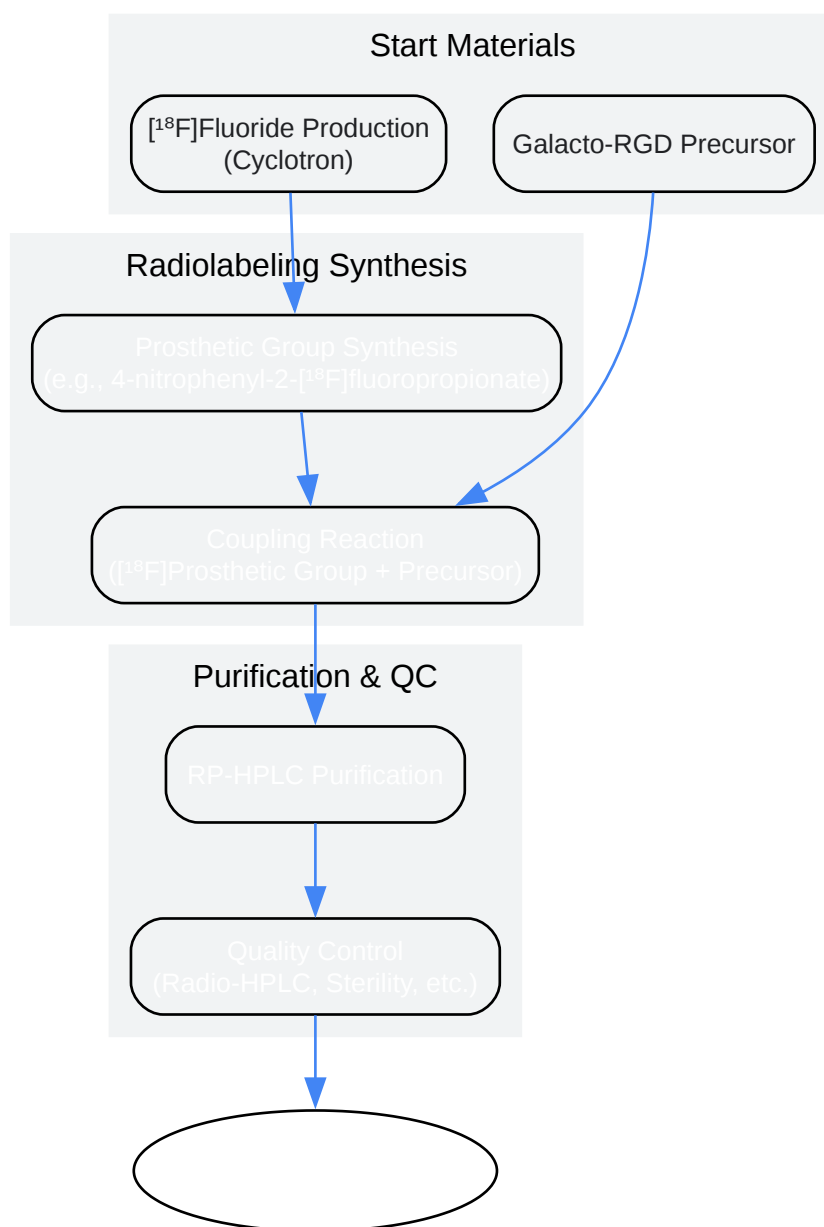 Start Materials
[¹⁸F]Fluoride Production
(Cyclotron)
Galacto-RGD Precursor
Radiolabeling Synthesis
Prosthetic Group Synthesis
(e.g., 4-nitrophenyl-2-[¹⁸F]fluoropropionate)
Coupling Reaction
([¹⁸F]Prosthetic Group + Precursor)
Purification & QC
RP-HPLC Purification
Quality Control
(Radio-HPLC, Sterility, etc.)